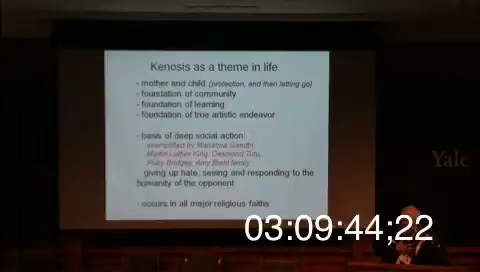 Kenosis as a theme in life
- mother and child (protection, and then letting go)
- foundation of community
- foundation of learning
- foundation of true artistic endeavor
- basis of deep social action:
exemplified by Mahatma Gandhi,
Martin Luther King, Desmond Tutu,
Ruby Bridges, Amy Biehl family
giving up hate, seeing and responding to the
humanity of the opponent
- occurs in all major religious faiths
Yale
03:09:44;22